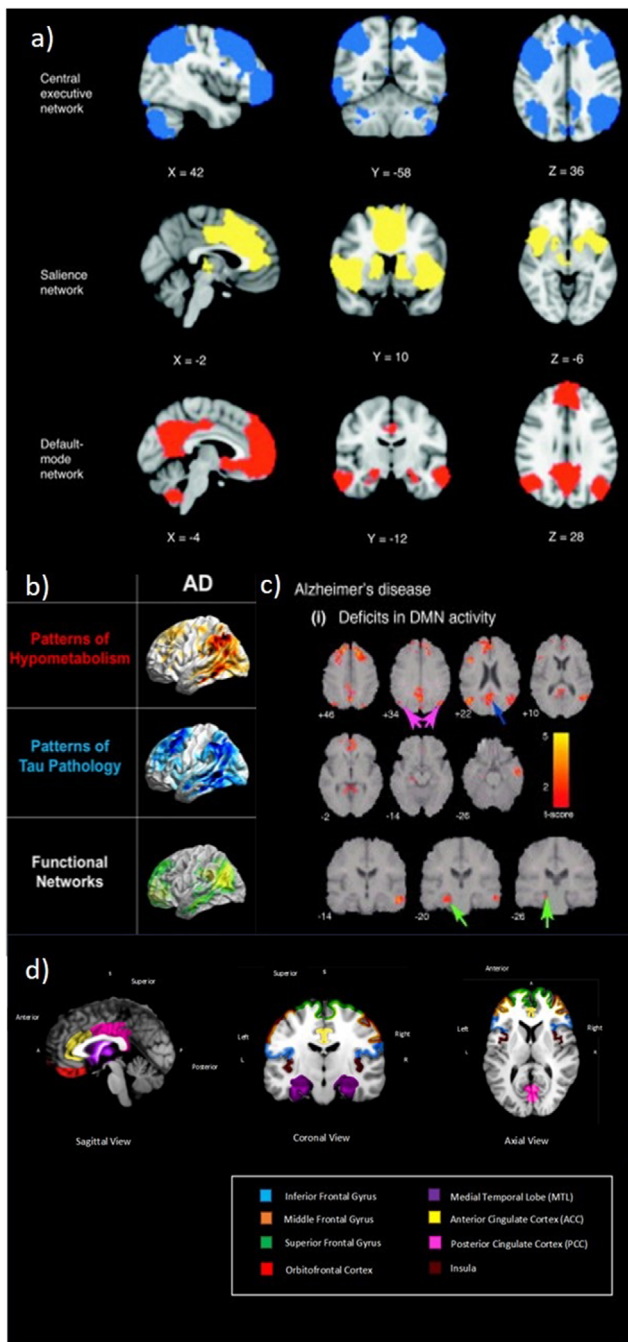 a)
Central
executive
network
X = 42
Y = -58
Z = 36
Salience
network
X = -2
Y = 10
Z = -6
Default-
mode
network
X = -4
Y = -12
Z = 28
b)
AD
Patterns of
Hypometabolism
Patterns of
Tau Pathology
Functional
Networks
c)
Alzheimer's disease
(i) Deficits in DMN activity
+46
+34
+22
+10
-2
-14
-26
5
2
t-score
-14
-20
-26
d)
S
Superior
Anterior
A
P
Posterior
Sagittal View
Superior
S
Left
L
Right
R
Coronal View
Anterior
A
Left
L
Right
R
Axial View
Inferior Frontal Gyrus
Middle Frontal Gyrus
Superior Frontal Gyrus
Orbitofrontal Cortex
Medial Temporal Lobe (MTL)
Anterior Cingulate Cortex (ACC)
Posterior Cingulate Cortex (PCC)
Insula